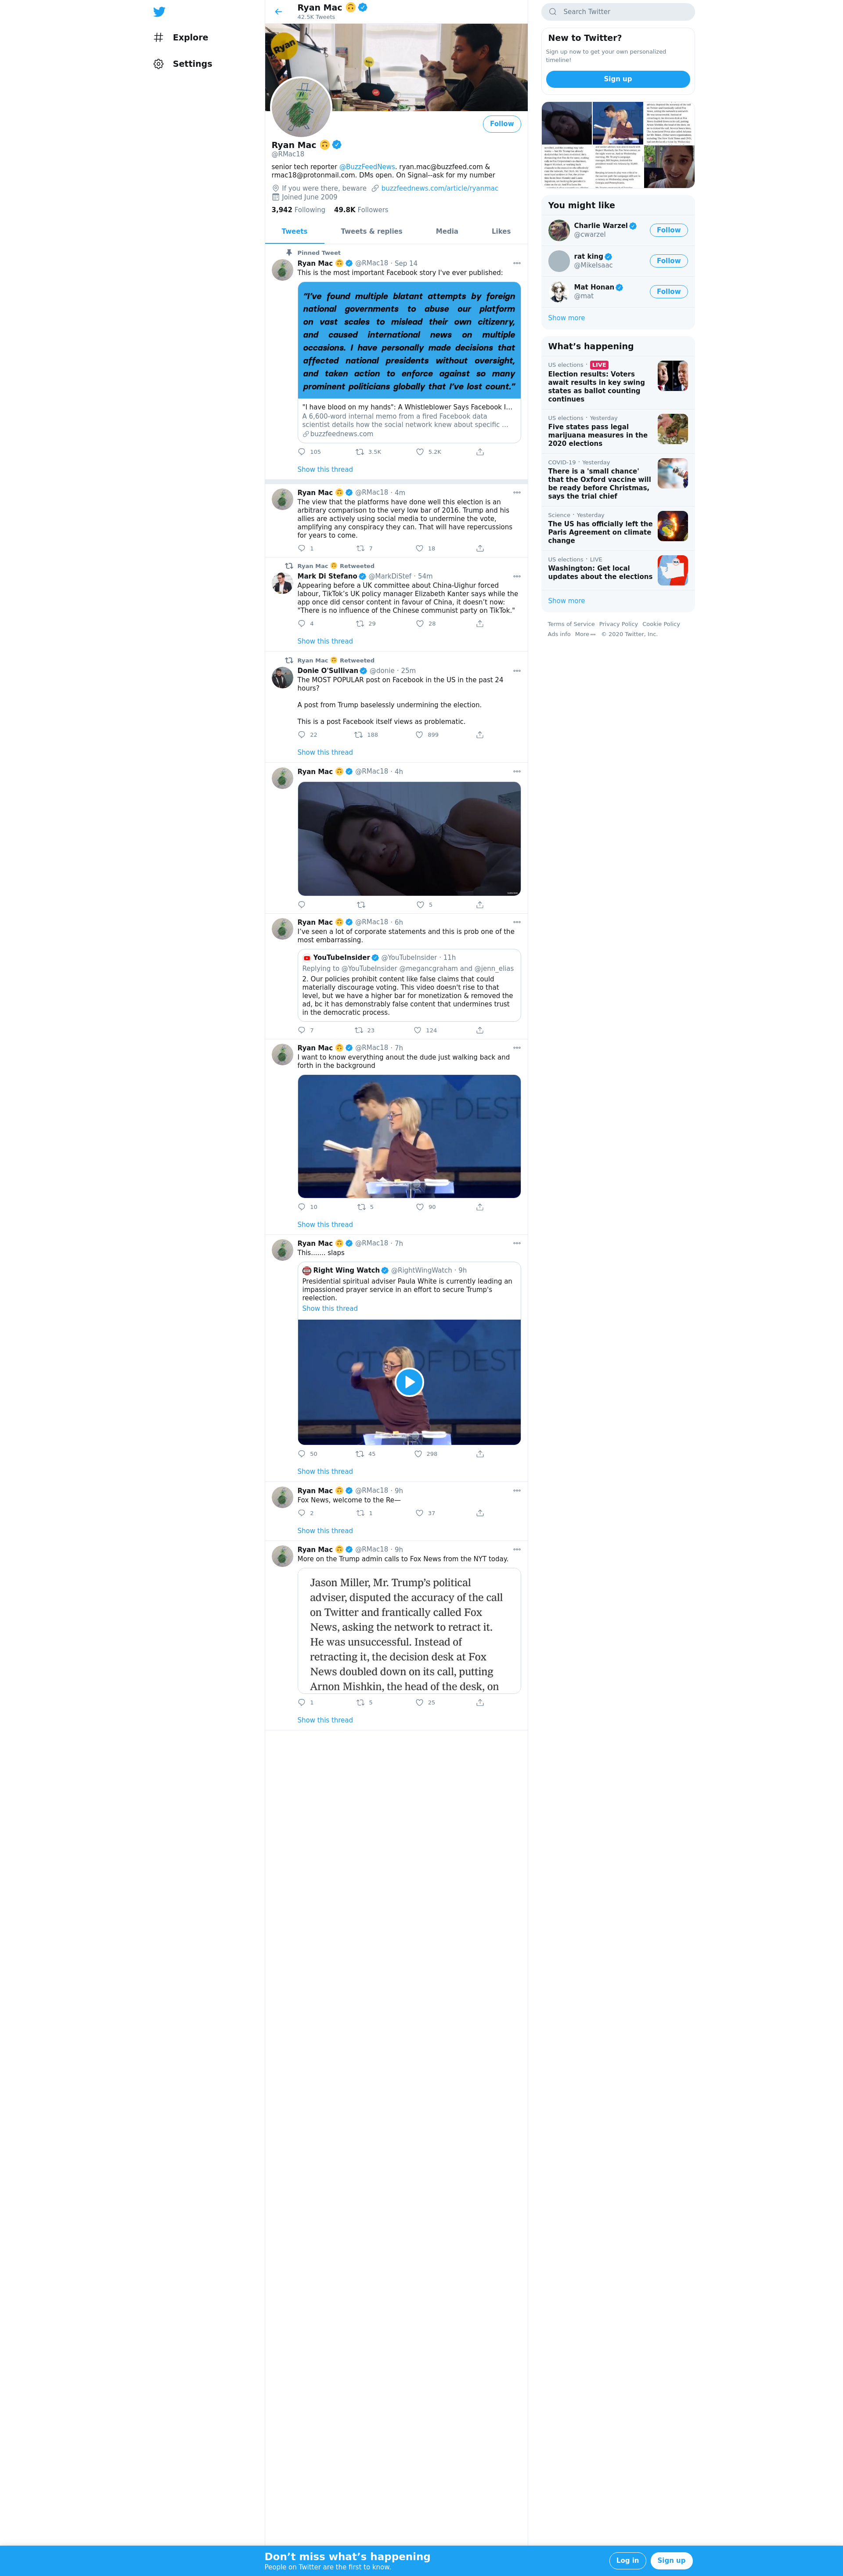 Explore
Settings
Ryan Mac 🙃
42.5K Tweets
Ryan
Follow
Ryan Mac 🙃
@RMac18
senior tech reporter @BuzzFeedNews. ryan.mac@buzzfeed.com &
rmac18@protonmail.com. DMs open. On Signal--ask for my number
If you were there, beware buzzfeednews.com/article/ryanmac
Joined June 2009
3,942 Following 49.8K Followers
Tweets Tweets & replies Media Likes
Pinned Tweet
Ryan Mac 🙃 @RMac18 · Sep 14
This is the most important Facebook story I've ever published:
"I've found multiple blatant attempts by foreign
national governments to abuse our platform
on vast scales to mislead their own citizenry,
and caused international news on multiple
occasions. I have personally made decisions that
affected national presidents without oversight,
and taken action to enforce against so many
prominent politicians globally that I've lost count."
"I have blood on my hands": A Whistleblower Says Facebook I...
A 6,600-word internal memo from a fired Facebook data
scientist details how the social network knew about specific ...
buzzfeednews.com
105 3.5K 5.2K
Show this thread
Ryan Mac 🙃 @RMac18 · 4m
The view that the platforms have done well this election is an
arbitrary comparison to the very low bar of 2016. Trump and his
allies are actively using social media to undermine the vote,
amplifying any conspiracy they can. That will have repercussions
for years to come.
1 7 18
Ryan Mac 🙃 Retweeted
Mark Di Stefano @MarkDiStef · 54m
Appearing before a UK committee about China-Uighur forced
labour, TikTok's UK policy manager Elizabeth Kanter says while the
app once did censor content in favour of China, it doesn't now:
"There is no influence of the Chinese communist party on TikTok."
4 29 28
Show this thread
Ryan Mac 🙃 Retweeted
Donie O'Sullivan @donie · 25m
The MOST POPULAR post on Facebook in the US in the past 24
hours?
A post from Trump baselessly undermining the election.
This is a post Facebook itself views as problematic.
22 188 899
Show this thread
Ryan Mac 🙃 @RMac18 · 4h
5
Ryan Mac 🙃 @RMac18 · 6h
I've seen a lot of corporate statements and this is prob one of the
most embarrassing.
YouTubeInsider @YouTubeInsider · 11h
Replying to @YouTubeInsider @megancgraham and @jenn_elias
2. Our policies prohibit content like false claims that could
materially discourage voting. This video doesn't rise to that
level, but we have a higher bar for monetization & removed the
ad, bc it has demonstrably false content that undermines trust
in the democratic process.
7 23 124
Ryan Mac 🙃 @RMac18 · 7h
I want to know everything anout the dude just walking back and
forth in the background
CITY OF DEST
10 5 90
Show this thread
Ryan Mac 🙃 @RMac18 · 7h
This....... slaps
Right Wing Watch @RightWingWatch · 9h
Presidential spiritual adviser Paula White is currently leading an
impassioned prayer service in an effort to secure Trump's
reelection.
Show this thread
CITY OF DEST
50 45 298
Show this thread
Ryan Mac 🙃 @RMac18 · 9h
Fox News, welcome to the Re—
2 1 37
Show this thread
Ryan Mac 🙃 @RMac18 · 9h
More on the Trump admin calls to Fox News from the NYT today.
Jason Miller, Mr. Trump's political
adviser, disputed the accuracy of the call
on Twitter and frantically called Fox
News, asking the network to retract it.
He was unsuccessful. Instead of
retracting it, the decision desk at Fox
News doubled down on its call, putting
Arnon Mishkin, the head of the desk, on
1 5 25
Show this thread
Search Twitter
New to Twitter?
Sign up now to get your own personalized
timeline!
Sign up
You might like
Charlie Warzel
@cwarzel
Follow
rat king
@MikeIsaac
Follow
Mat Honan
@mat
Follow
Show more
What's happening
US elections · LIVE
Election results: Voters
await results in key swing
states as ballot counting
continues
US elections · Yesterday
Five states pass legal
marijuana measures in the
2020 elections
COVID-19 · Yesterday
There is a 'small chance'
that the Oxford vaccine will
be ready before Christmas,
says the trial chief
Science · Yesterday
The US has officially left the
Paris Agreement on climate
change
US elections · LIVE
Washington: Get local
updates about the elections
Show more
Terms of Service Privacy Policy Cookie Policy
Ads info More © 2020 Twitter, Inc.
Don't miss what's happening
People on Twitter are the first to know.
Log in
Sign up